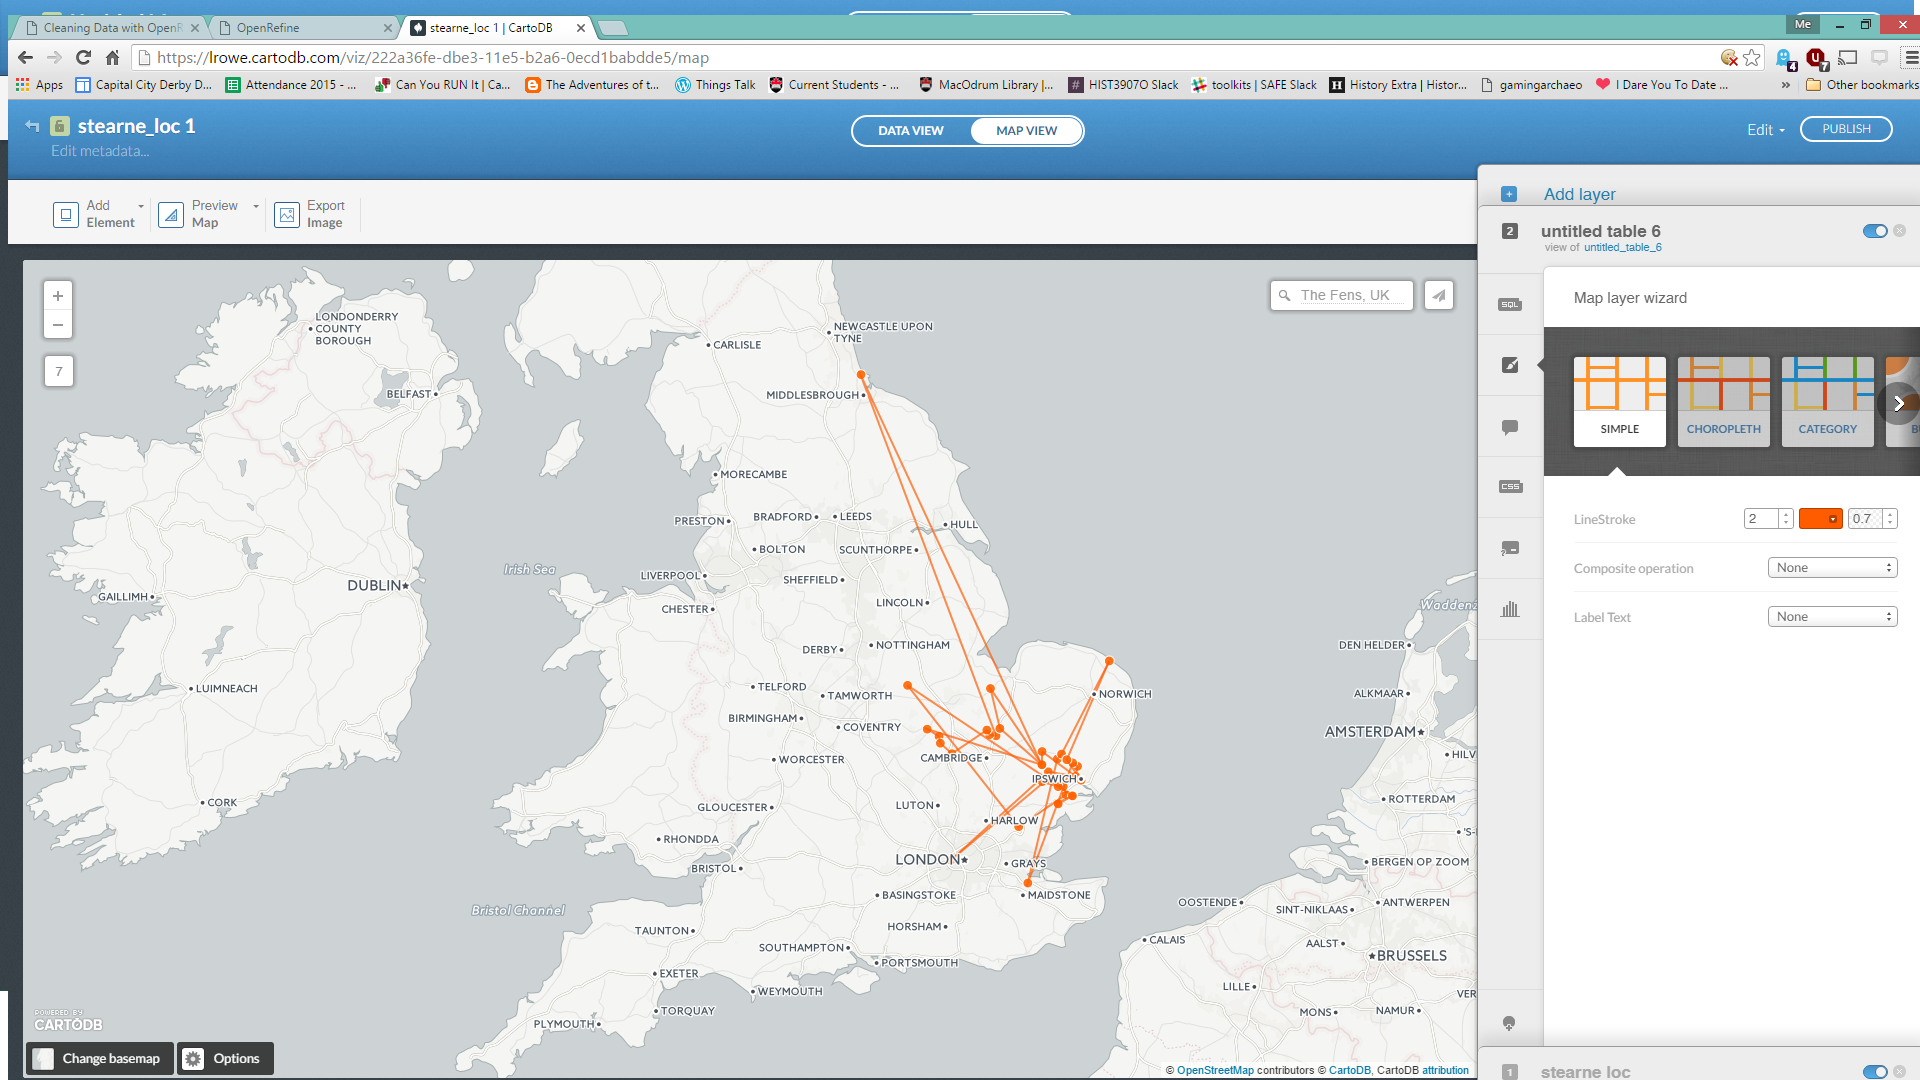 Cleaning Data with OpenR
OpenRefine
stearne_loc 1 | CartoDB
Me
https://lrowe.cartodb.com/viz/222a36fe-dbe3-11e5-b2a6-0ecd1babdde5/map
4
7
Apps
Capital City Derby D...
Attendance 2015 - ...
Can You RUN It | Ca...
The Adventures of t...
Things Talk
Current Students - ...
MacOdrum Library |...
HIST3907O Slack
toolkits | SAFE Slack
History Extra | Histor...
gamingarchaeo
I Dare You To Date ...
»
Other bookmarks
stearne_loc 1
Edit metadata...
DATA VIEW
MAP VIEW
Edit
PUBLISH
Add Element
Preview Map
Export Image
Add layer
2
untitled table 6
view of untitled_table_6
SQL
CSS
Map layer wizard
SIMPLE
CHOROPLETH
CATEGORY
LineStroke
2
0.7
Composite operation
None
Label Text
None
1
stearne loc
+
−
7
The Fens, UK
LONDONDERRY
COUNTY
BOROUGH
NEWCASTLE UPON
TYNE
CARLISLE
BELFAST
MIDDLESBROUGH
MORECAMBE
PRESTON
BRADFORD
LEEDS
HULL
BOLTON
SCUNTHORPE
Irish Sea
LIVERPOOL
SHEFFIELD
DUBLIN
GAILLIMH
CHESTER
LINCOLN
Waddenz
DERBY
NOTTINGHAM
DEN HELDER
LUIMNEACH
TELFORD
TAMWORTH
NORWICH
ALKMAAR
BIRMINGHAM
COVENTRY
AMSTERDAM
WORCESTER
CAMBRIDGE
HILV
IPSWICH
CORK
GLOUCESTER
LUTON
ROTTERDAM
HARLOW
RHONDDA
'S-
LONDON
GRAYS
BERGEN OP ZOOM
BRISTOL
BASINGSTOKE
MAIDSTONE
OOSTENDE
ANTWERPEN
Bristol Channel
SINT-NIKLAAS
HORSHAM
TAUNTON
CALAIS
AALST
SOUTHAMPTON
BRUSSELS
PORTSMOUTH
EXETER
LILLE
WEYMOUTH
VER
TORQUAY
MONS
NAMUR
PLYMOUTH
POWERED BY
CARTODB
Change basemap
Options
© OpenStreetMap contributors © CartoDB, CartoDB attribution